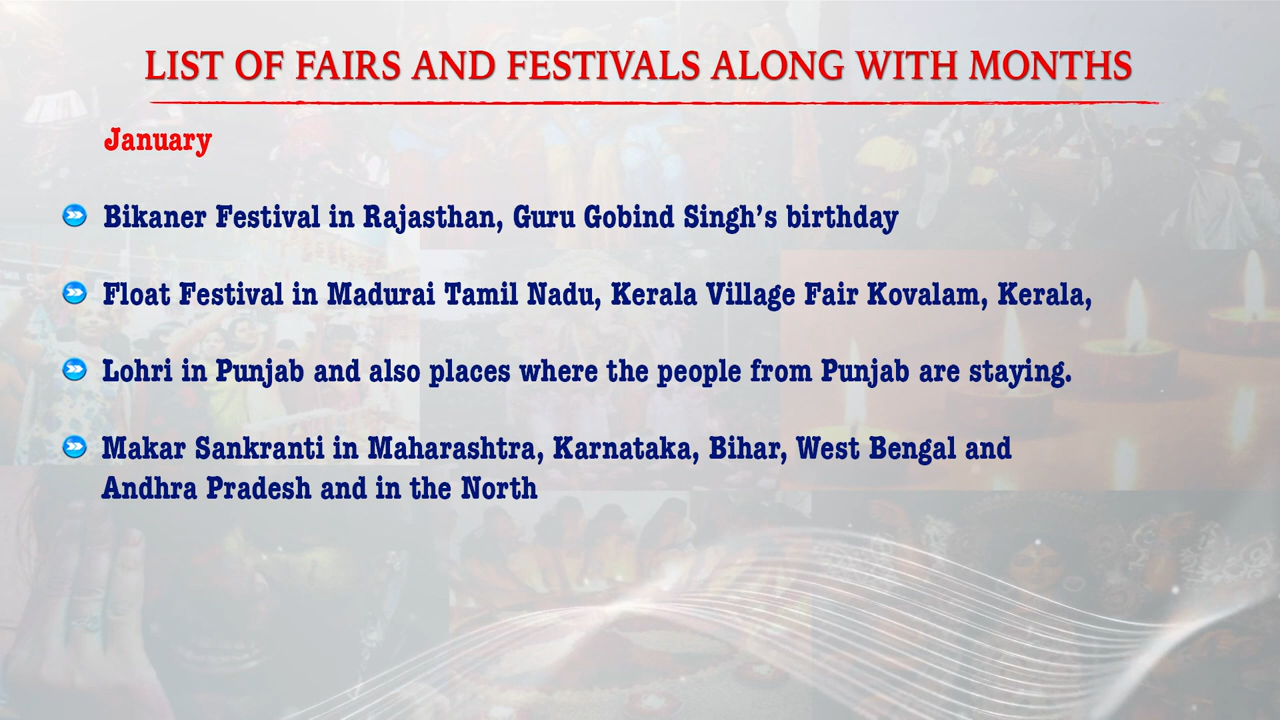 LIST OF FAIRS AND FESTIVALS ALONG WITH MONTHS
January
Bikaner Festival in Rajasthan, Guru Gobind Singh’s birthday
Float Festival in Madurai Tamil Nadu, Kerala Village Fair Kovalam, Kerala,
Lohri in Punjab and also places where the people from Punjab are staying.
Makar Sankranti in Maharashtra, Karnataka, Bihar, West Bengal and
Andhra Pradesh and in the North